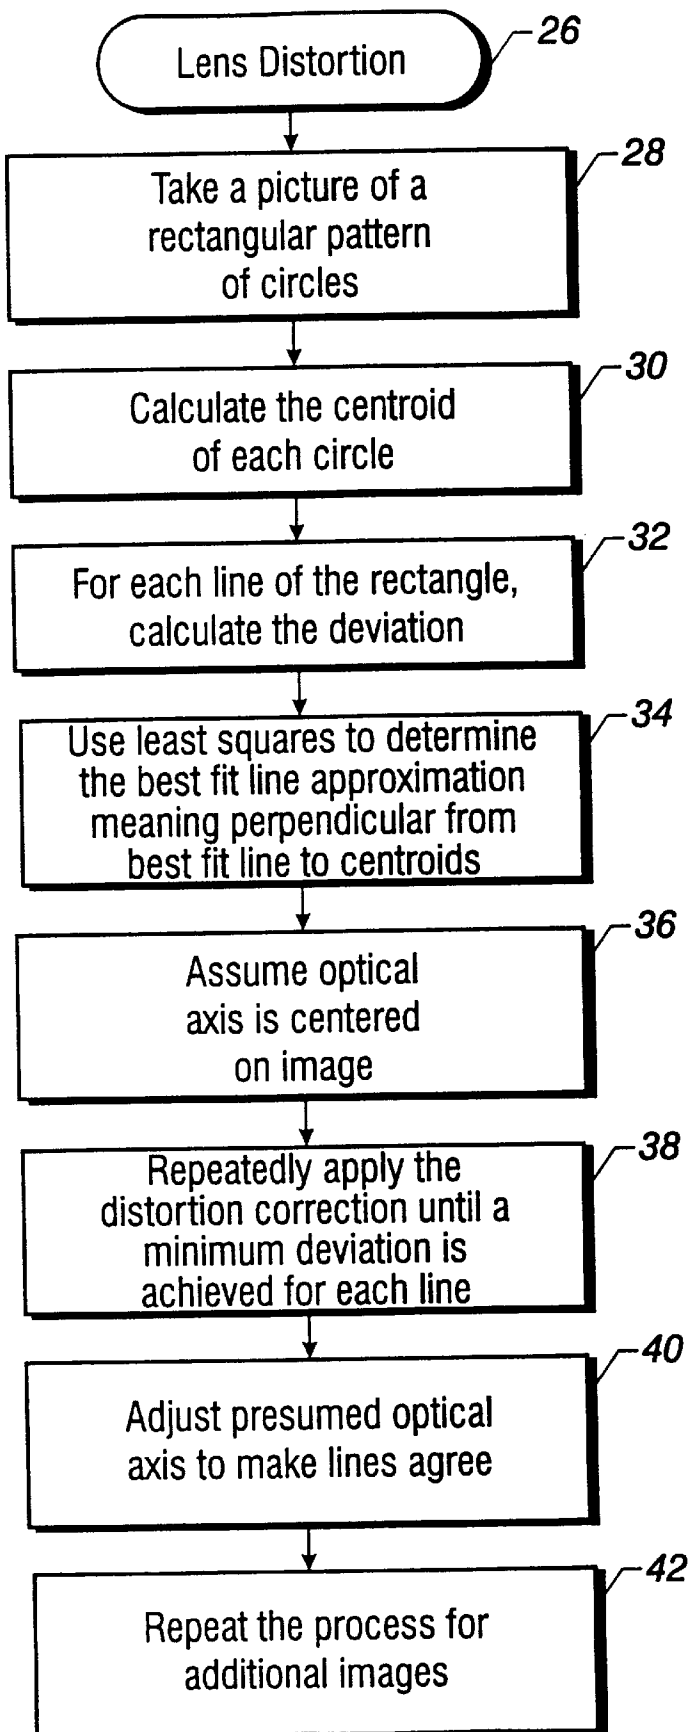 Lens Distortion
26
28
Take a picture of a
rectangular pattern
of circles
30
Calculate the centroid
of each circle
32
For each line of the rectangle,
calculate the deviation
34
Use least squares to determine
the best fit line approximation
meaning perpendicular from
best fit line to centroids
36
Assume optical
axis is centered
on image
38
Repeatedly apply the
distortion correction until a
minimum deviation is
achieved for each line
40
Adjust presumed optical
axis to make lines agree
42
Repeat the process for
additional images